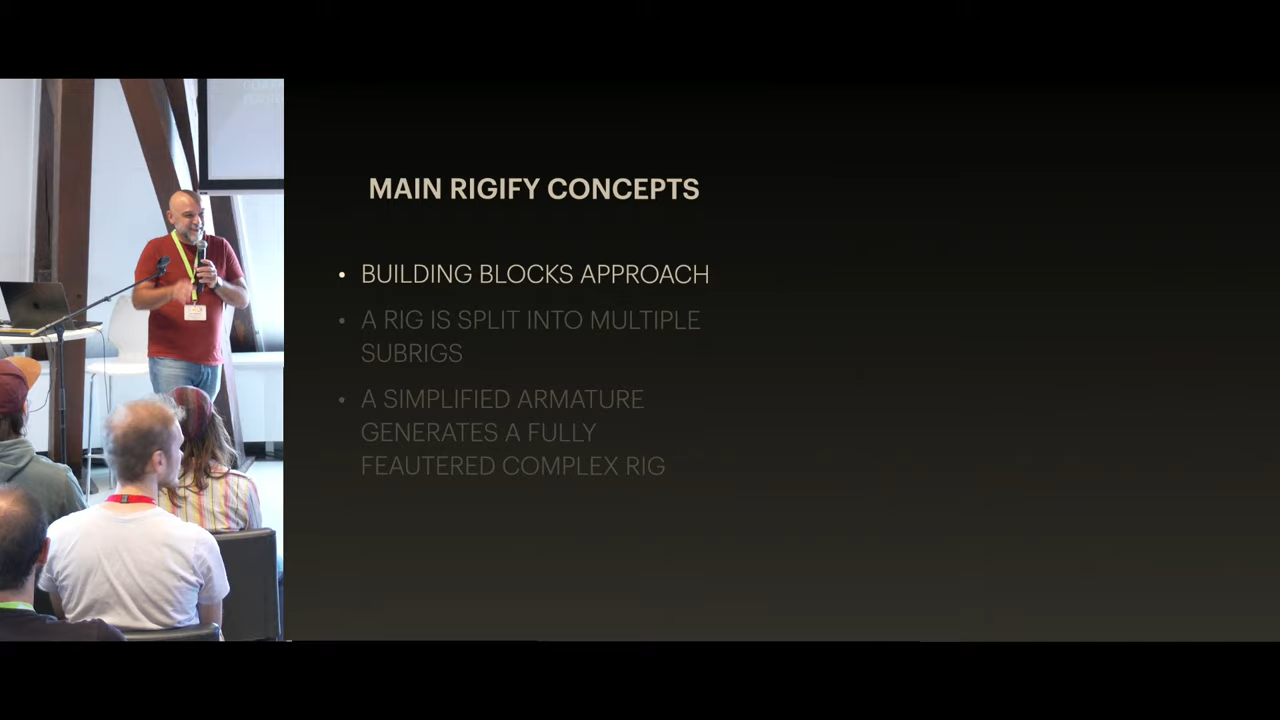 MAIN RIGIFY CONCEPTS
• BUILDING BLOCKS APPROACH
• A RIG IS SPLIT INTO MULTIPLE
SUBRIGS
• A SIMPLIFIED ARMATURE
GENERATES A FULLY
FEAUTERED COMPLEX RIG